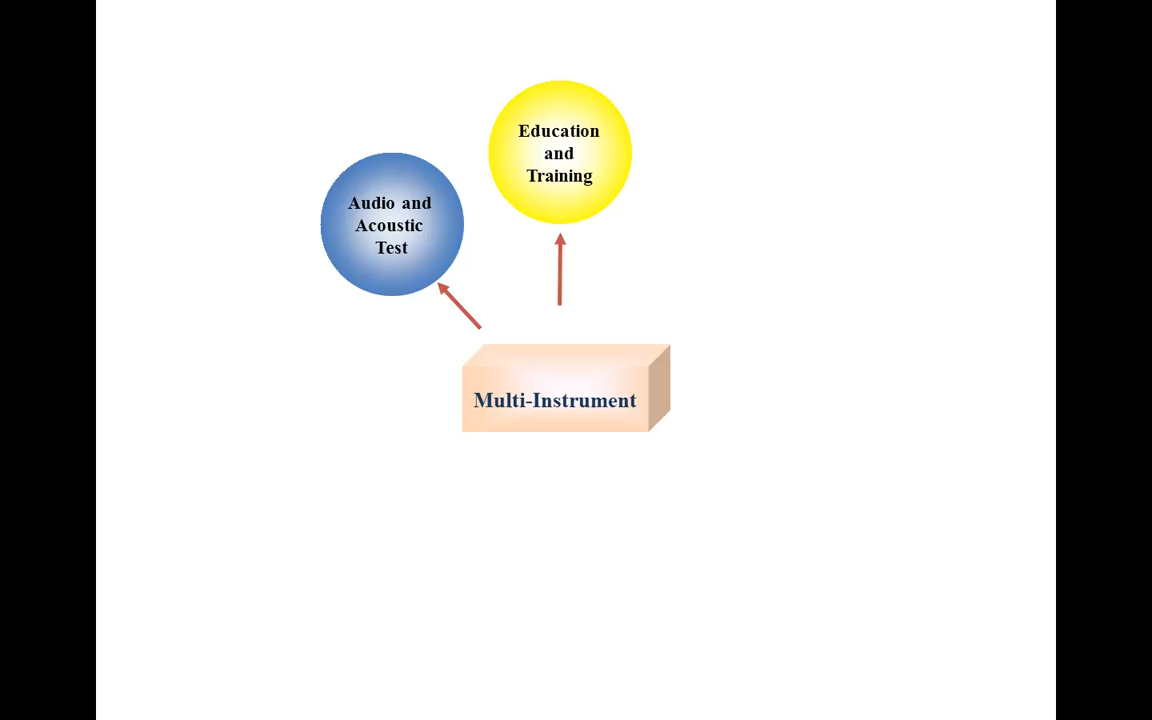 Education
and
Training
Audio and
Acoustic
Test
Multi-Instrument